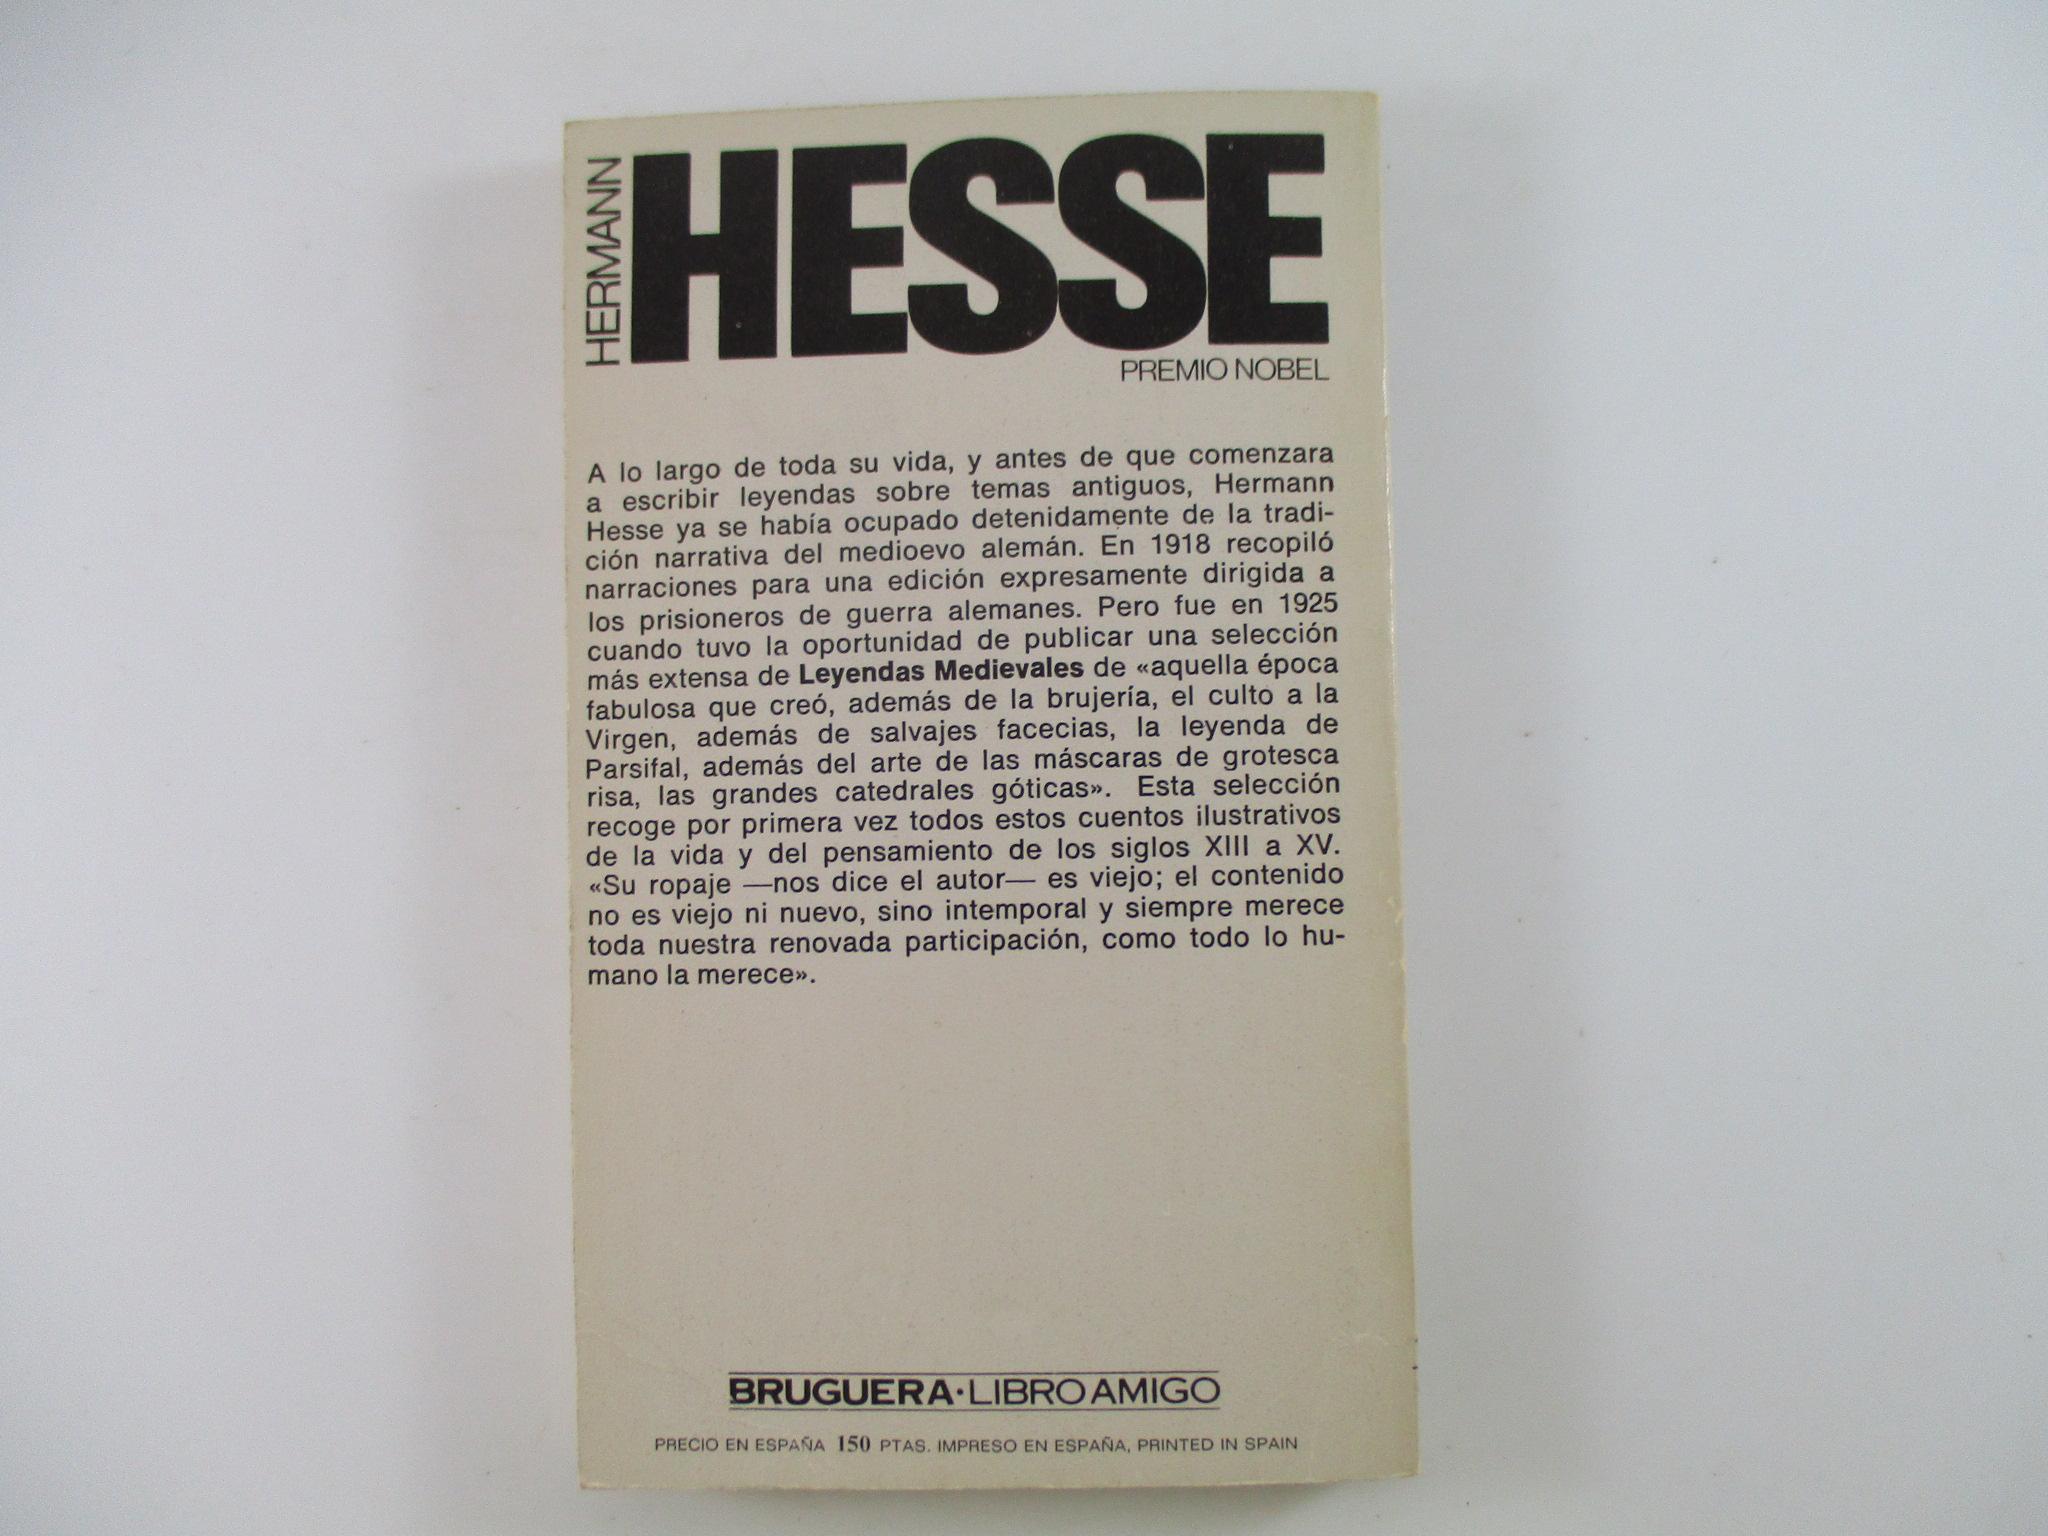 HERMANN
HESSE
PREMIO NOBEL
A lo largo de toda su vida, y antes de que comenzara
a escribir leyendas sobre temas antiguos, Hermann
Hesse ya se había ocupado detenidamente de la tradi-
ción narrativa del medioevo alemán. En 1918 recopiló
narraciones para una edición expresamente dirigida a
los prisioneros de guerra alemanes. Pero fue en 1925
cuando tuvo la oportunidad de publicar una selección
más extensa de Leyendas Medievales de «aquella época
fabulosa que creó, además de la brujería, el culto a la
Virgen, además de salvajes facecias, la leyenda de
Parsifal, además del arte de las máscaras de grotesca
risa, las grandes catedrales góticas». Esta selección
recoge por primera vez todos estos cuentos ilustrativos
de la vida y del pensamiento de los siglos XIII a XV.
«Su ropaje —nos dice el autor— es viejo; el contenido
no es viejo ni nuevo, sino intemporal y siempre merece
toda nuestra renovada participación, como todo lo hu-
mano la merece».
BRUGUERA·LIBRO AMIGO
PRECIO EN ESPAÑA 150 PTAS. IMPRESO EN ESPAÑA, PRINTED IN SPAIN